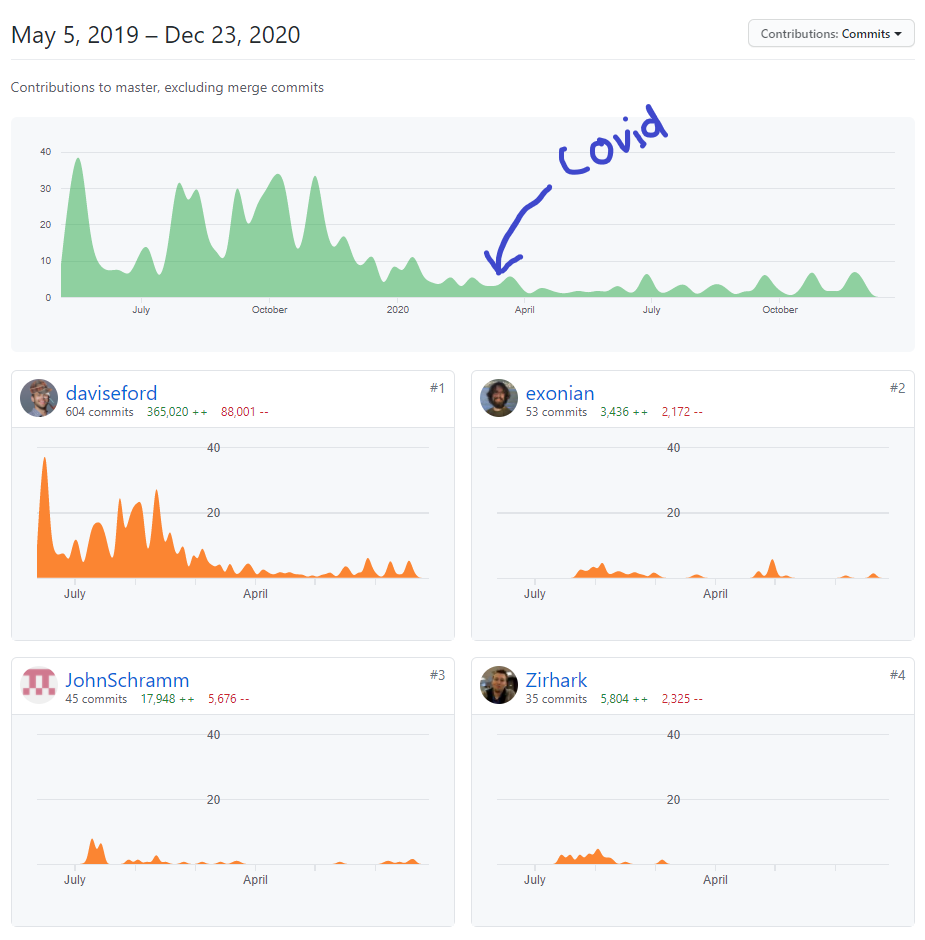 May 5, 2019 – Dec 23, 2020
Contributions: Commits
Contributions to master, excluding merge commits
Covid
40
30
20
10
0
July October 2020 April July October
daviseford #1
604 commits 365,020 ++ 88,001 --
40
20
July April
exonian #2
53 commits 3,436 ++ 2,172 --
40
20
July April
JohnSchramm #3
45 commits 17,948 ++ 5,676 --
40
20
July April
Zirhark #4
35 commits 5,804 ++ 2,325 --
40
20
July April